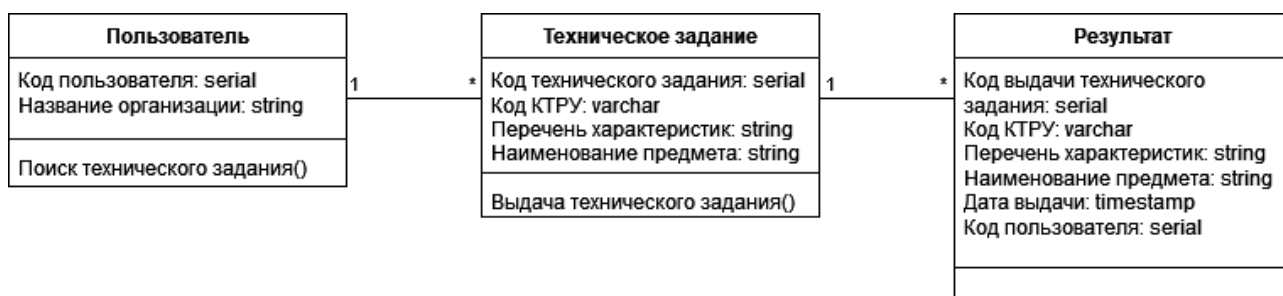 Пользователь
Код пользователя: serial
Название организации: string
Поиск технического задания()
1
*
Техническое задание
Код технического задания: serial
Код КТРУ: varchar
Перечень характеристик: string
Наименование предмета: string
Выдача технического задания()
1
*
Результат
Код выдачи технического
задания: serial
Код КТРУ: varchar
Перечень характеристик: string
Наименование предмета: string
Дата выдачи: timestamp
Код пользователя: serial